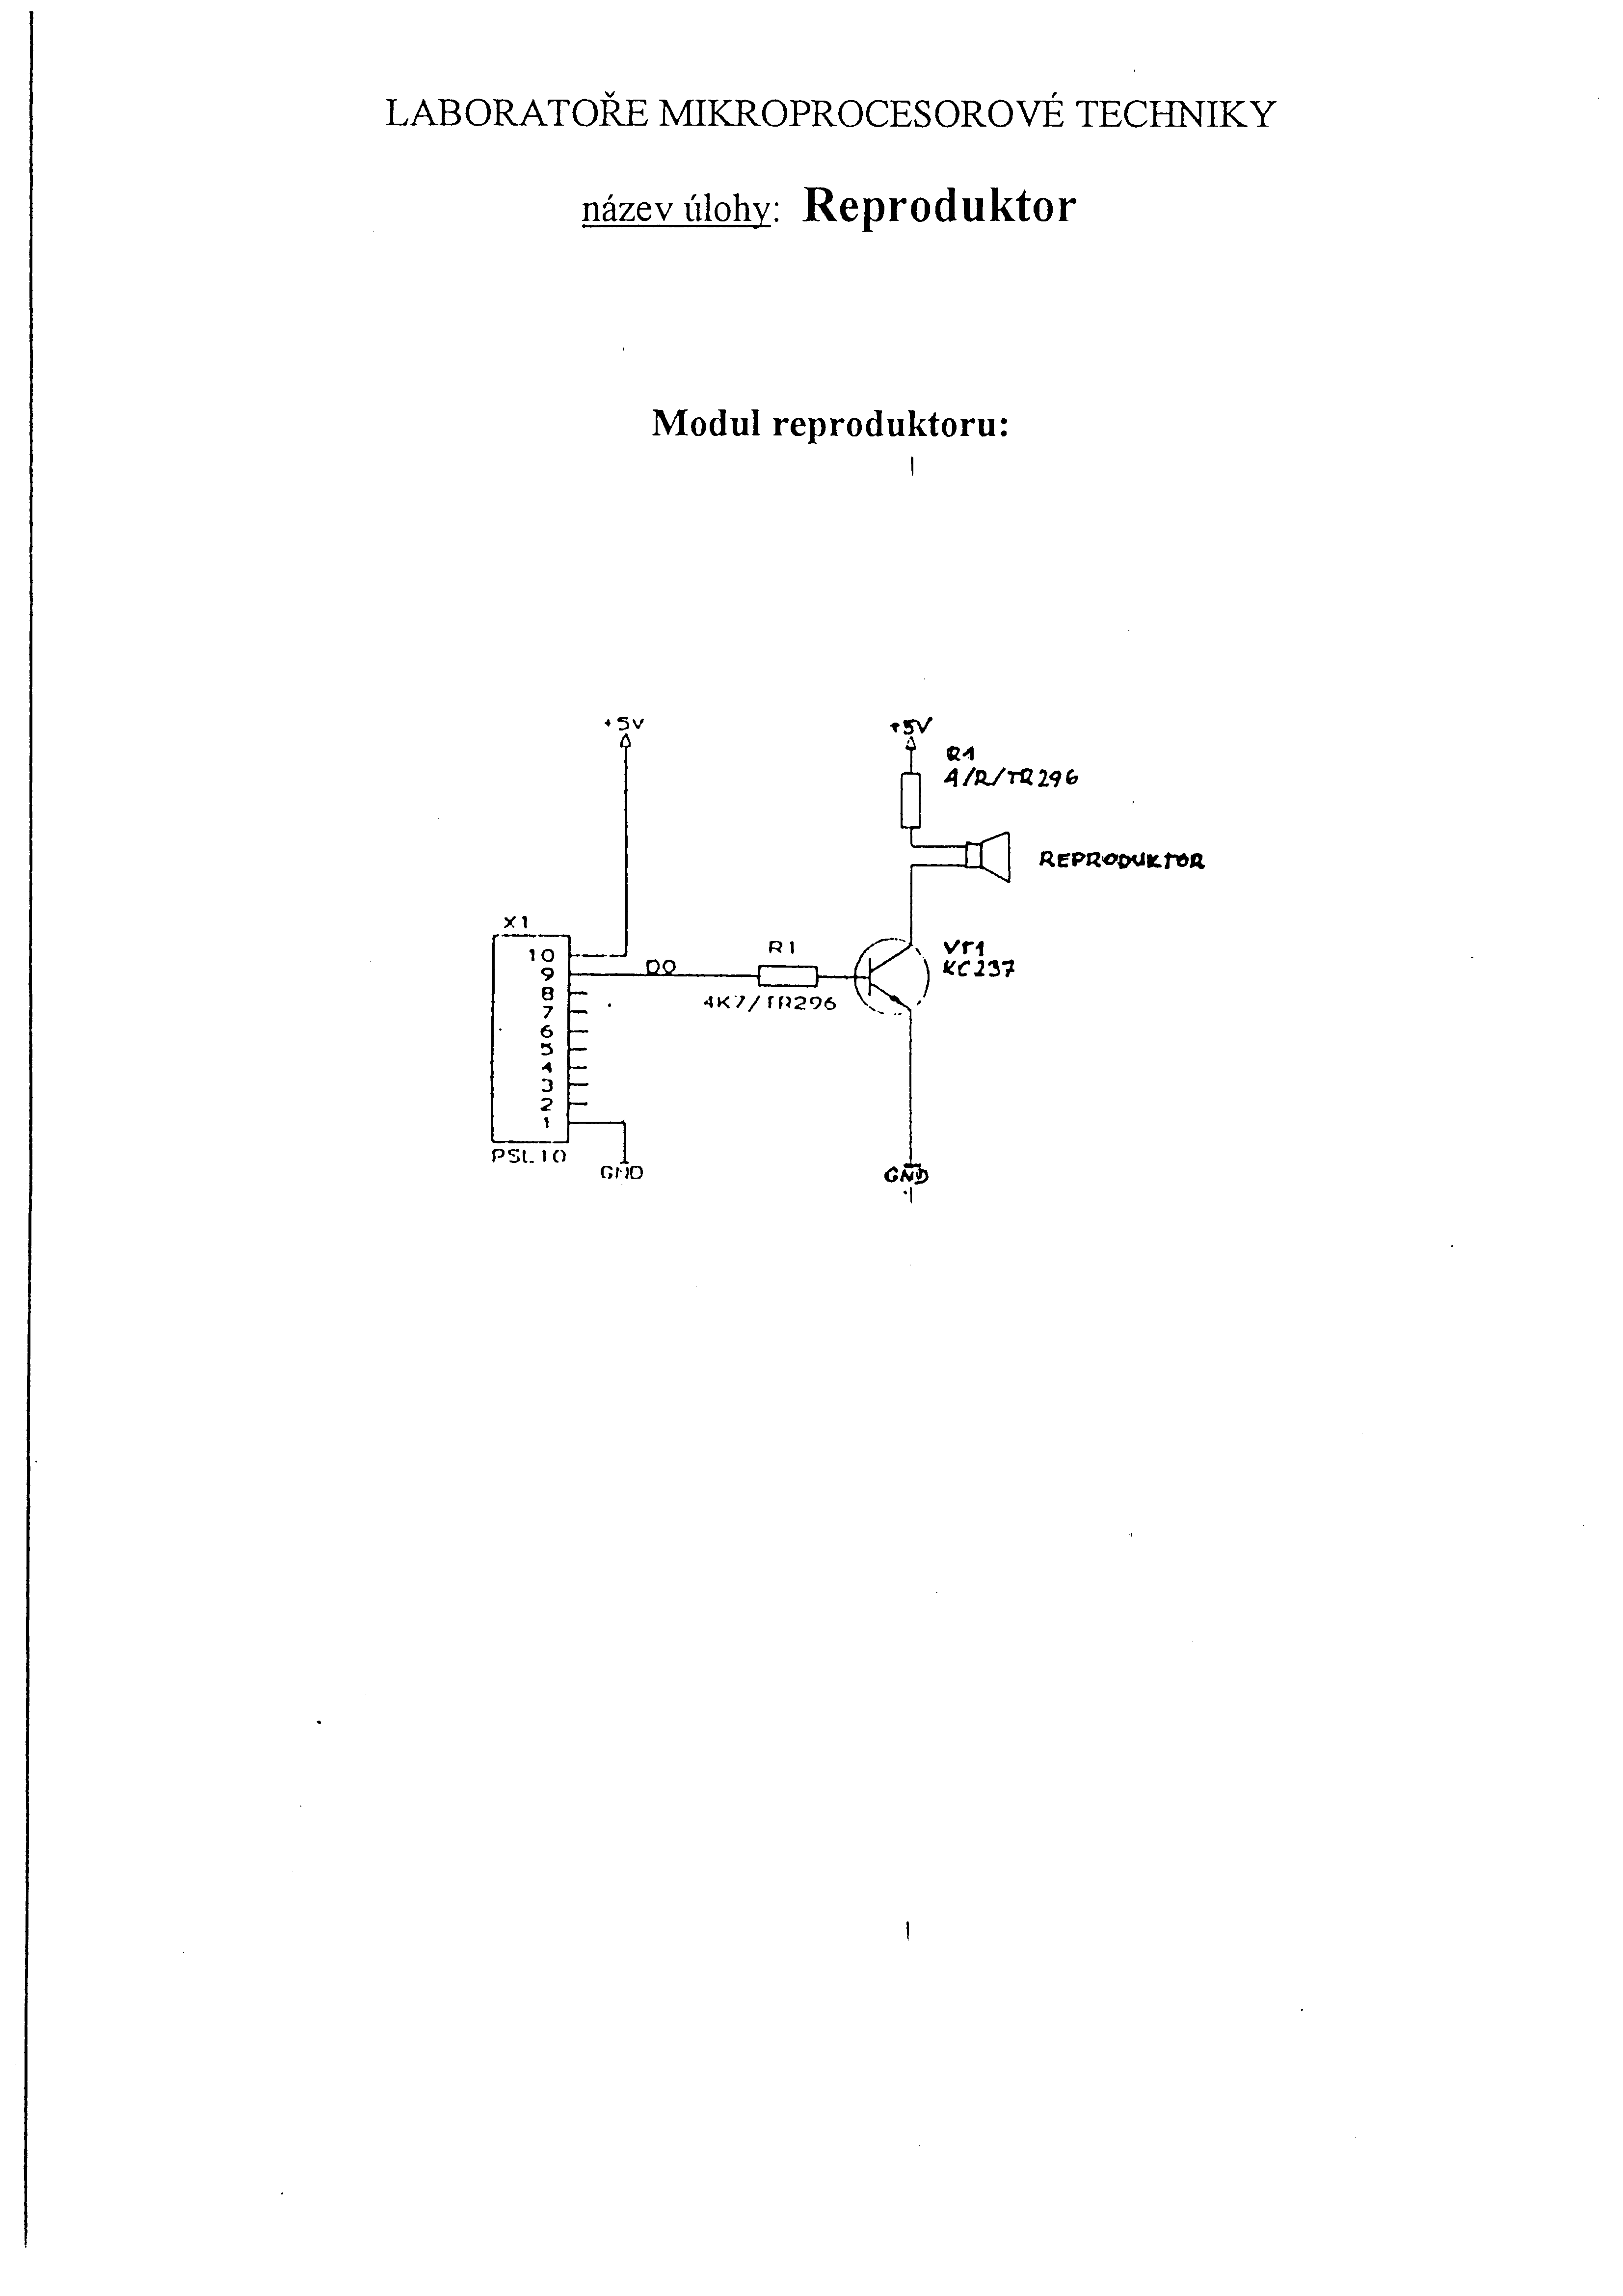 LABORATOŘE MIKROPROCESOROVÉ TECHNIKY
název úlohy: Reproduktor
Modul reproduktoru:
+5V
+5V
R1
A/R/TR296
REPRODUKTOR
X1
10
9
8
7
6
5
4
3
2
1
PSL10
D0
R1
4K7/TR296
VT1
KC237
GND
GND